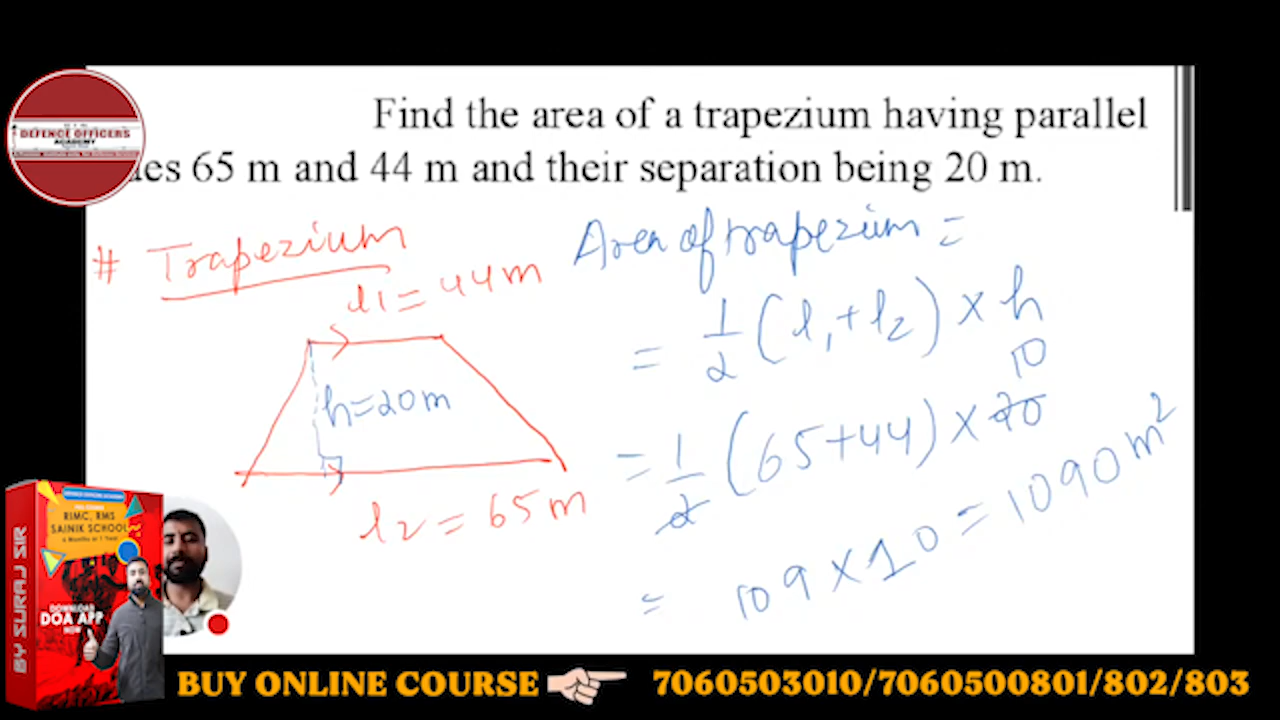 Find the area of a trapezium having parallel
65 m and 44 m and their separation being 20 m.
DEFENCE OFFICERS
ACADEMY
# Trapezium
l1 = 44m
h=20m
l2 = 65m
Area of trapezium =
= 1/2 (l1 + l2) × h
10
= 1/2 (65+44) × 20
= 109 × 10 = 1090 m²
BY SURAJ SIR
RIMC, RMS
SAINIK SCHOOL
DOWNLOAD
DOA APP
NOW
BUY ONLINE COURSE
7060503010/7060500801/802/803